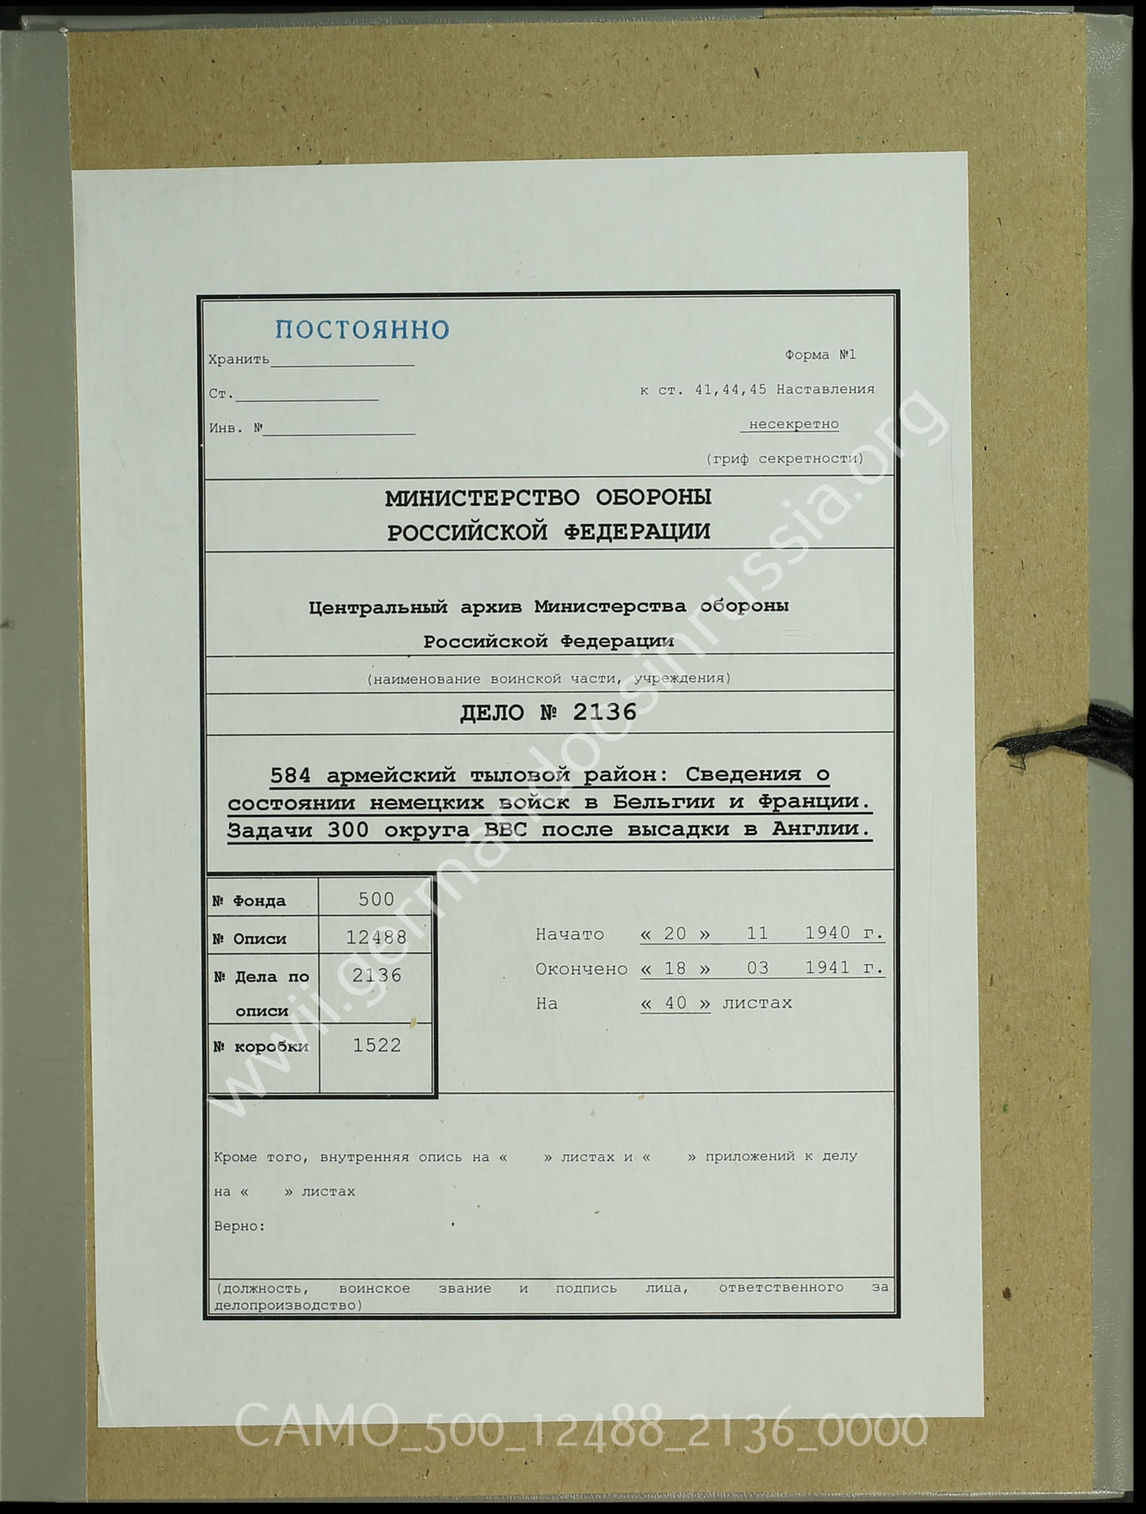 ПОСТОЯННО
Хранить
Форма №1
Ст.
к ст. 41,44,45 Наставления
Инв. №
несекретно
(гриф секретности)
МИНИСТЕРСТВО ОБОРОНЫ
РОССИЙСКОЙ ФЕДЕРАЦИИ
Центральный архив Министерства обороны
Российской Федерации
(наименование воинской части, учреждения)
ДЕЛО № 2136
584 армейский тыловой район: Сведения о
состоянии немецких войск в Бельгии и Франции.
Задачи 300 округа ВВС после высадки в Англии.
№ Фонда 500
№ Описи 12488
№ Дела по описи 2136
№ коробки 1522
Начато « 20 » 11 1940 г.
Окончено « 18 » 03 1941 г.
На « 40 » листах
Кроме того, внутренняя опись на « » листах и « » приложений к делу
на « » листах
Верно:
(должность, воинское звание и подпись лица, ответственного за
делопроизводство)
www.germandocsinrussia.org
CAMO_500_12488_2136_0000